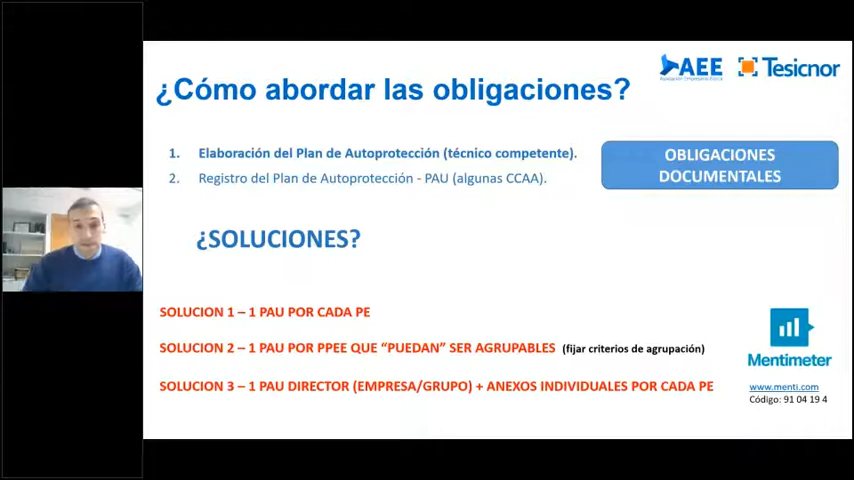 AEE
Asociación Empresarial Eólica
Tesicnor
¿Cómo abordar las obligaciones?
1. Elaboración del Plan de Autoprotección (técnico competente).
2. Registro del Plan de Autoprotección - PAU (algunas CCAA).
OBLIGACIONES
DOCUMENTALES
¿SOLUCIONES?
SOLUCION 1 – 1 PAU POR CADA PE
SOLUCION 2 – 1 PAU POR PPEE QUE “PUEDAN” SER AGRUPABLES (fijar criterios de agrupación)
SOLUCION 3 – 1 PAU DIRECTOR (EMPRESA/GRUPO) + ANEXOS INDIVIDUALES POR CADA PE
Mentimeter
www.menti.com
Código: 91 04 19 4